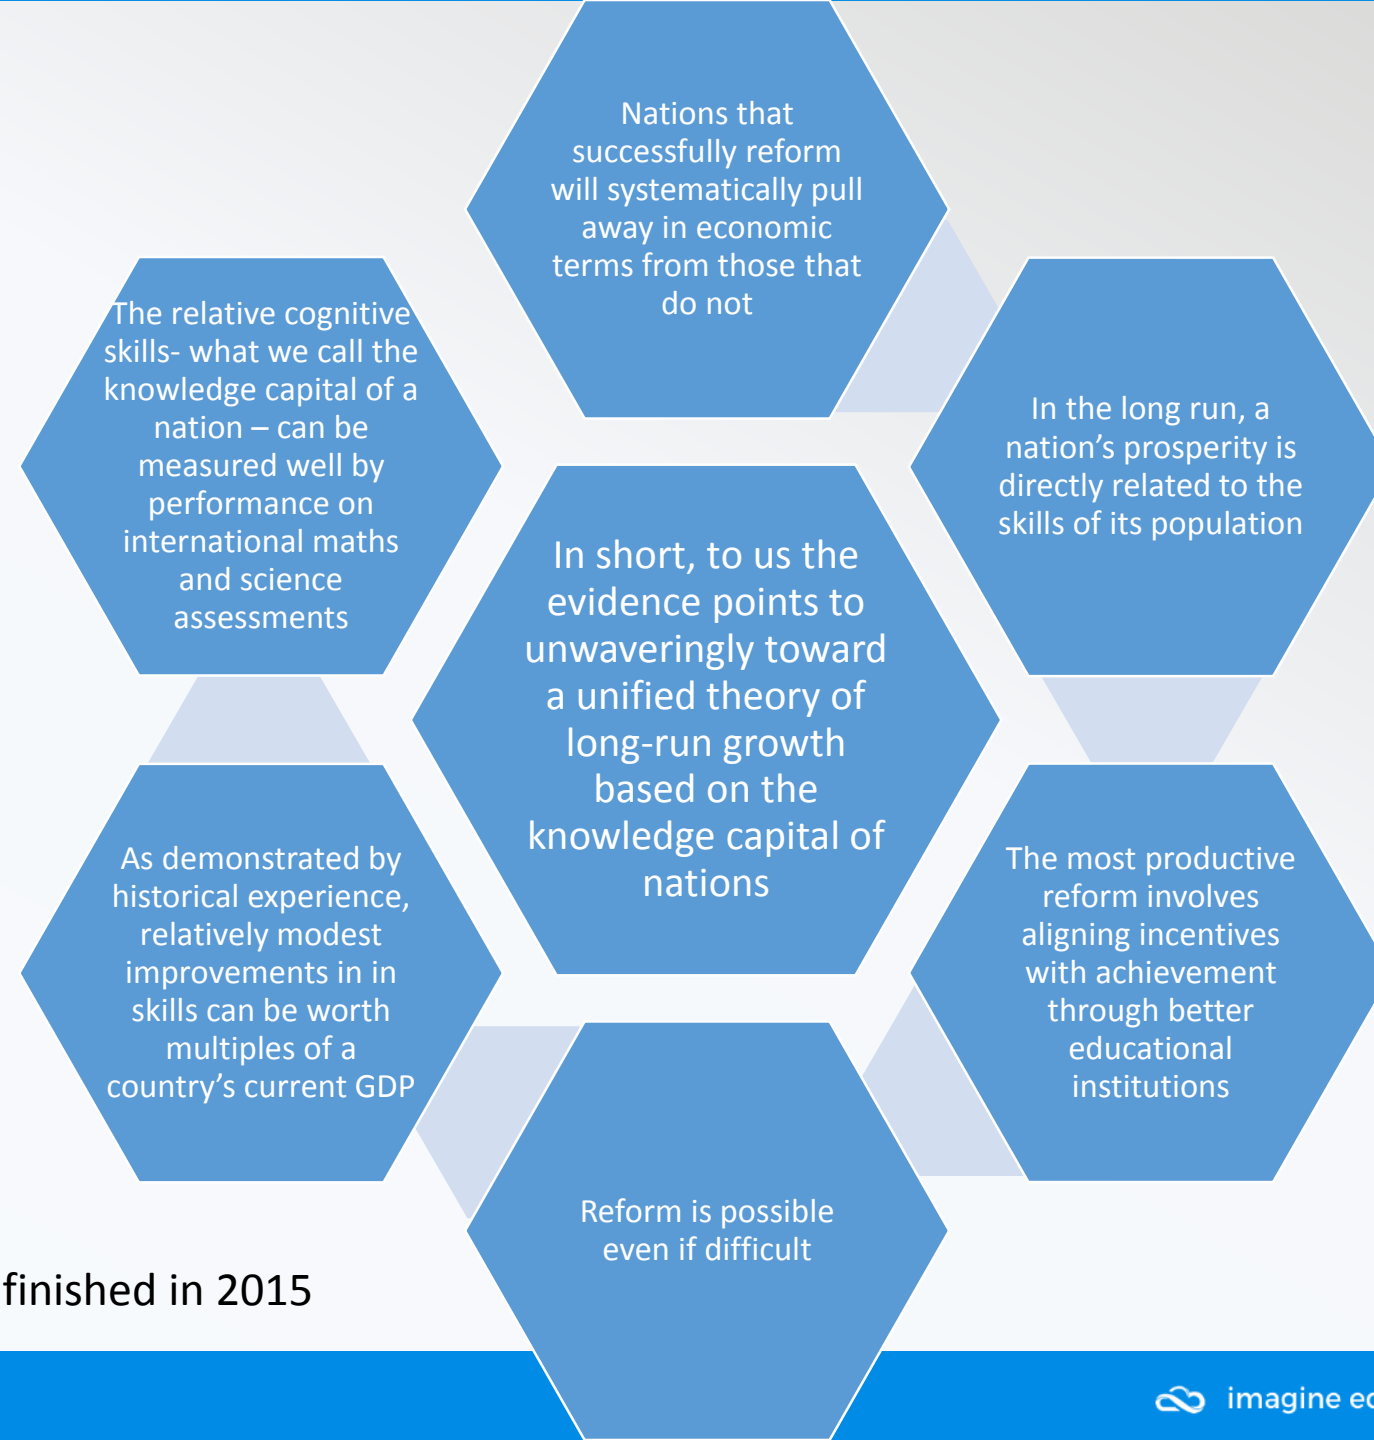 Nations that
successfully reform
will systematically pull
away in economic
terms from those that
do not
The relative cognitive
skills- what we call the
knowledge capital of a
nation – can be
measured well by
performance on
international maths
and science
assessments
In the long run, a
nation’s prosperity is
directly related to the
skills of its population
In short, to us the
evidence points to
unwaveringly toward
a unified theory of
long-run growth
based on the
knowledge capital of
nations
As demonstrated by
historical experience,
relatively modest
improvements in in
skills can be worth
multiples of a
country’s current GDP
The most productive
reform involves
aligning incentives
with achievement
through better
educational
institutions
Reform is possible
even if difficult
finished in 2015
imagine